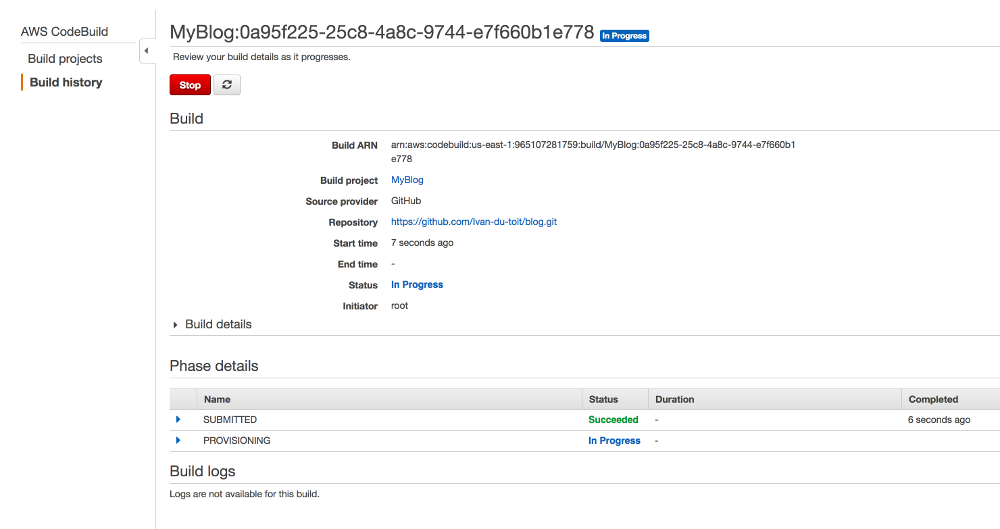 AWS CodeBuild
Build projects
Build history
MyBlog:0a95f225-25c8-4a8c-9744-e7f660b1e778 In Progress
Review your build details as it progresses.
Stop
Build
Build ARN arn:aws:codebuild:us-east-1:965107281759:build/MyBlog:0a95f225-25c8-4a8c-9744-e7f660b1
e778
Build project MyBlog
Source provider GitHub
Repository https://github.com/Ivan-du-toit/blog.git
Start time 7 seconds ago
End time -
Status In Progress
Initiator root
Build details
Phase details
Name Status Duration Completed
SUBMITTED Succeeded - 6 seconds ago
PROVISIONING In Progress -
Build logs
Logs are not available for this build.